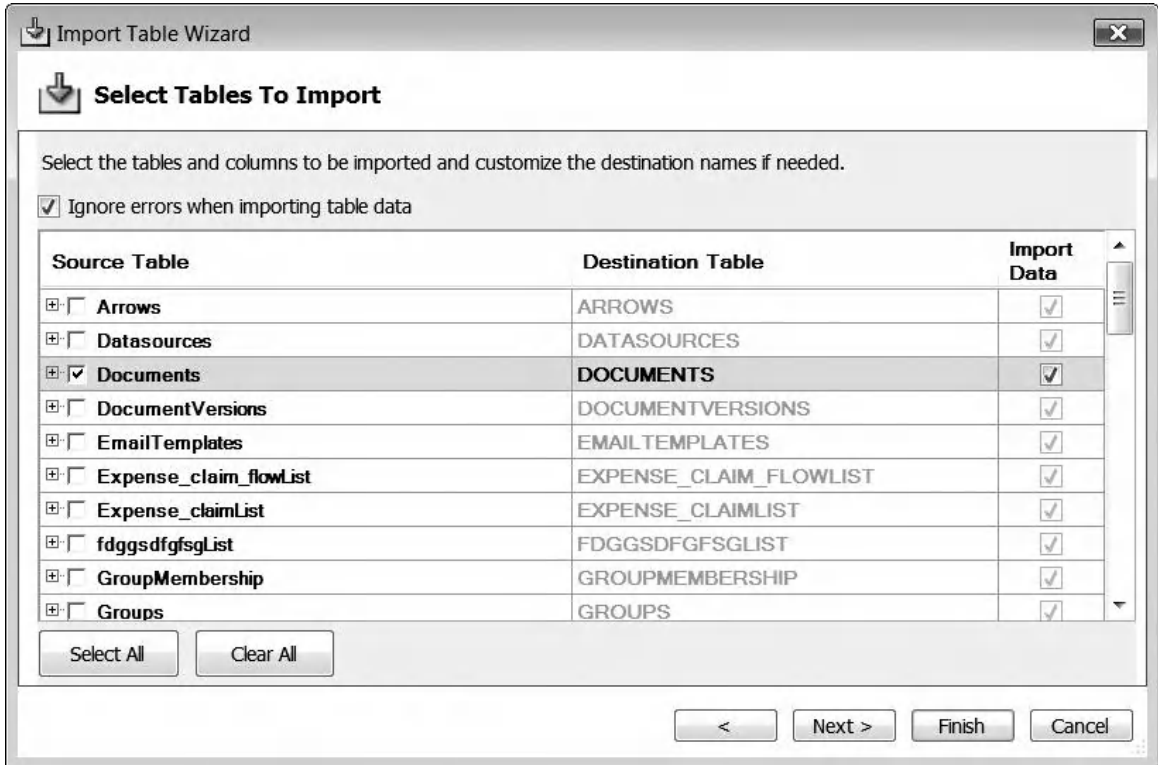 Import Table Wizard
Select Tables To Import
Select the tables and columns to be imported and customize the destination names if needed.
Ignore errors when importing table data
Source Table Destination Table Import Data
Arrows ARROWS
Datasources DATASOURCES
Documents DOCUMENTS
DocumentVersions DOCUMENTVERSIONS
EmailTemplates EMAILTEMPLATES
Expense_claim_flowList EXPENSE_CLAIM_FLOWLIST
Expense_claimList EXPENSE_CLAIMLIST
fdggsdfgfsgList FDGGSDFGFSGLIST
GroupMembership GROUPMEMBERSHIP
Groups GROUPS
Select All Clear All
< Next > Finish Cancel